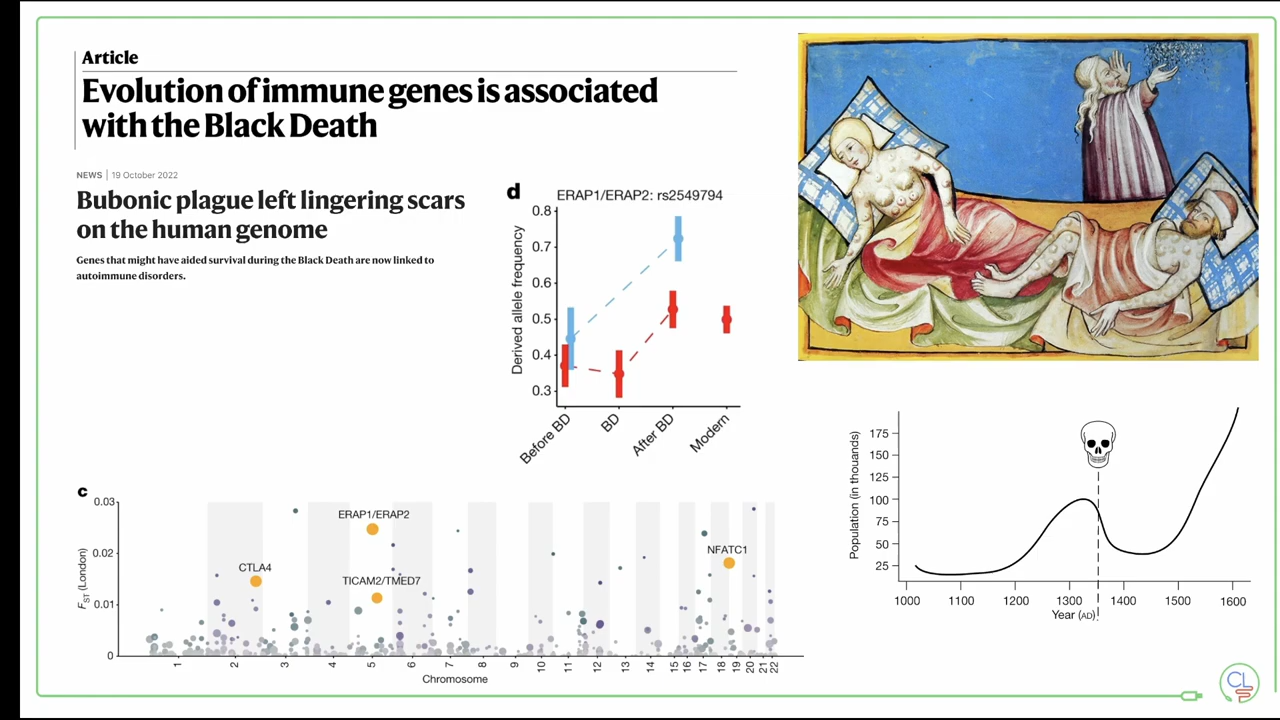 Article
Evolution of immune genes is associated
with the Black Death
NEWS | 19 October 2022
Bubonic plague left lingering scars
on the human genome
Genes that might have aided survival during the Black Death are now linked to
autoimmune disorders.
d
ERAP1/ERAP2: rs2549794
Derived allele frequency
0.8
0.7
0.6
0.5
0.4
0.3
Before BD
BD
After BD
Modern
c
FST (London)
0.03
0.02
0.01
0
CTLA4
ERAP1/ERAP2
TICAM2/TMED7
NFATC1
1 2 3 4 5 6 7 8 9 10 11 12 13 14 15 16 17 18 19 20 21 22
Chromosome
Population (in thouands)
175
150
125
100
75
50
25
1000 1100 1200 1300 1400 1500 1600
Year (AD)
CL